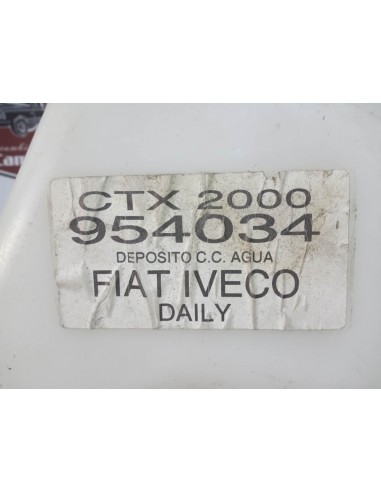 CTX 2000
954034
DEPOSITO C.C. AGUA
FIAT IVECO
DAILY